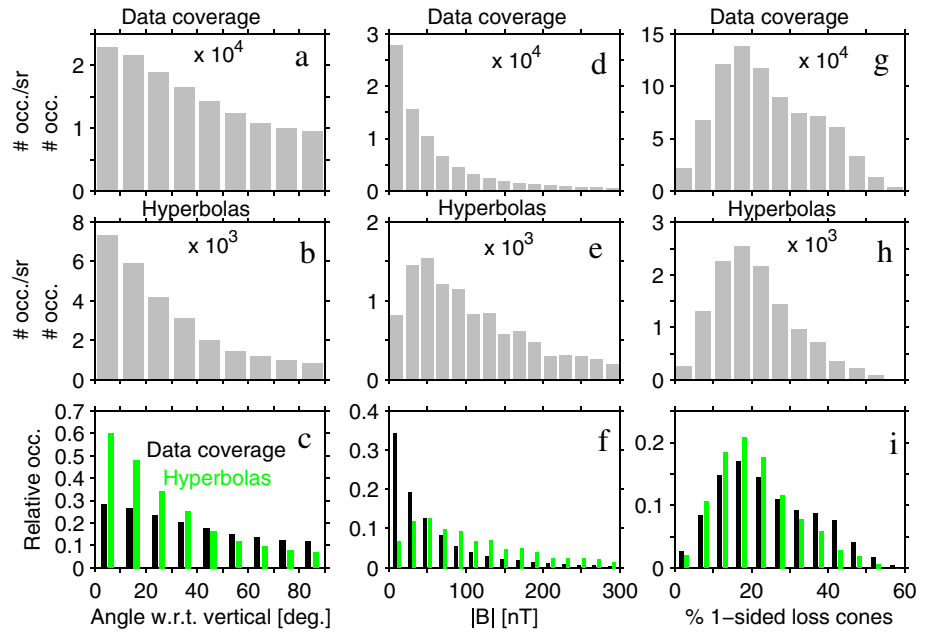 Data coverage
Data coverage
Data coverage
# occ./sr
# occ.
2
1
0
x 10^4
a
3
2
1
0
x 10^4
d
15
10
5
0
x 10^4
g
Hyperbolas
Hyperbolas
Hyperbolas
# occ./sr
# occ.
8
6
4
2
0
x 10^3
b
2
1
0
x 10^3
e
3
2
1
0
x 10^3
h
Relative occ.
0.7
0.6
0.5
0.4
0.3
0.2
0.1
0
c
Data coverage
Hyperbolas
0 20 40 60 80
Angle w.r.t. vertical [deg.]
0.4
0.3
0.2
0.1
0
f
0 100 200 300
|B| [nT]
0.2
0.1
0
i
0 20 40 60
% 1−sided loss cones